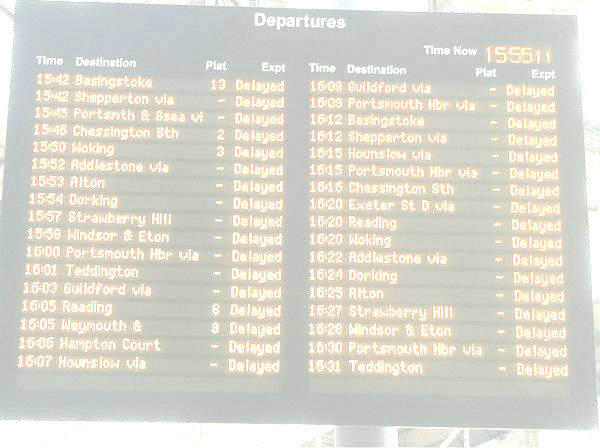 Departures
Time Now 15:55 11
Time Destination Plat Expt
15:42 Basingstoke 13 Delayed
15:42 Shepperton via - Delayed
15:45 Portsmth & Ssea vi - Delayed
15:46 Chessington Sth 2 Delayed
15:50 Woking 3 Delayed
15:52 Addlestone via - Delayed
15:53 Alton - Delayed
15:54 Dorking - Delayed
15:57 Strawberry Hill - Delayed
15:58 Windsor & Eton - Delayed
16:00 Portsmouth Hbr via - Delayed
16:01 Teddington - Delayed
16:03 Guildford via - Delayed
16:05 Reading 6 Delayed
16:05 Weymouth & 8 Delayed
16:06 Hampton Court - Delayed
16:07 Hounslow via - Delayed
Time Destination Plat Expt
16:09 Guildford via - Delayed
16:09 Portsmouth Hbr via - Delayed
16:12 Basingstoke - Delayed
16:12 Shepperton via - Delayed
16:15 Hounslow via - Delayed
16:15 Portsmouth Hbr via - Delayed
16:16 Chessington Sth - Delayed
16:20 Exeter St D via - Delayed
16:20 Reading - Delayed
16:20 Woking - Delayed
16:22 Addlestone via - Delayed
16:24 Dorking - Delayed
16:25 Alton - Delayed
16:27 Strawberry Hill - Delayed
16:28 Windsor & Eton - Delayed
16:30 Portsmouth Hbr via - Delayed
16:31 Teddington - Delayed